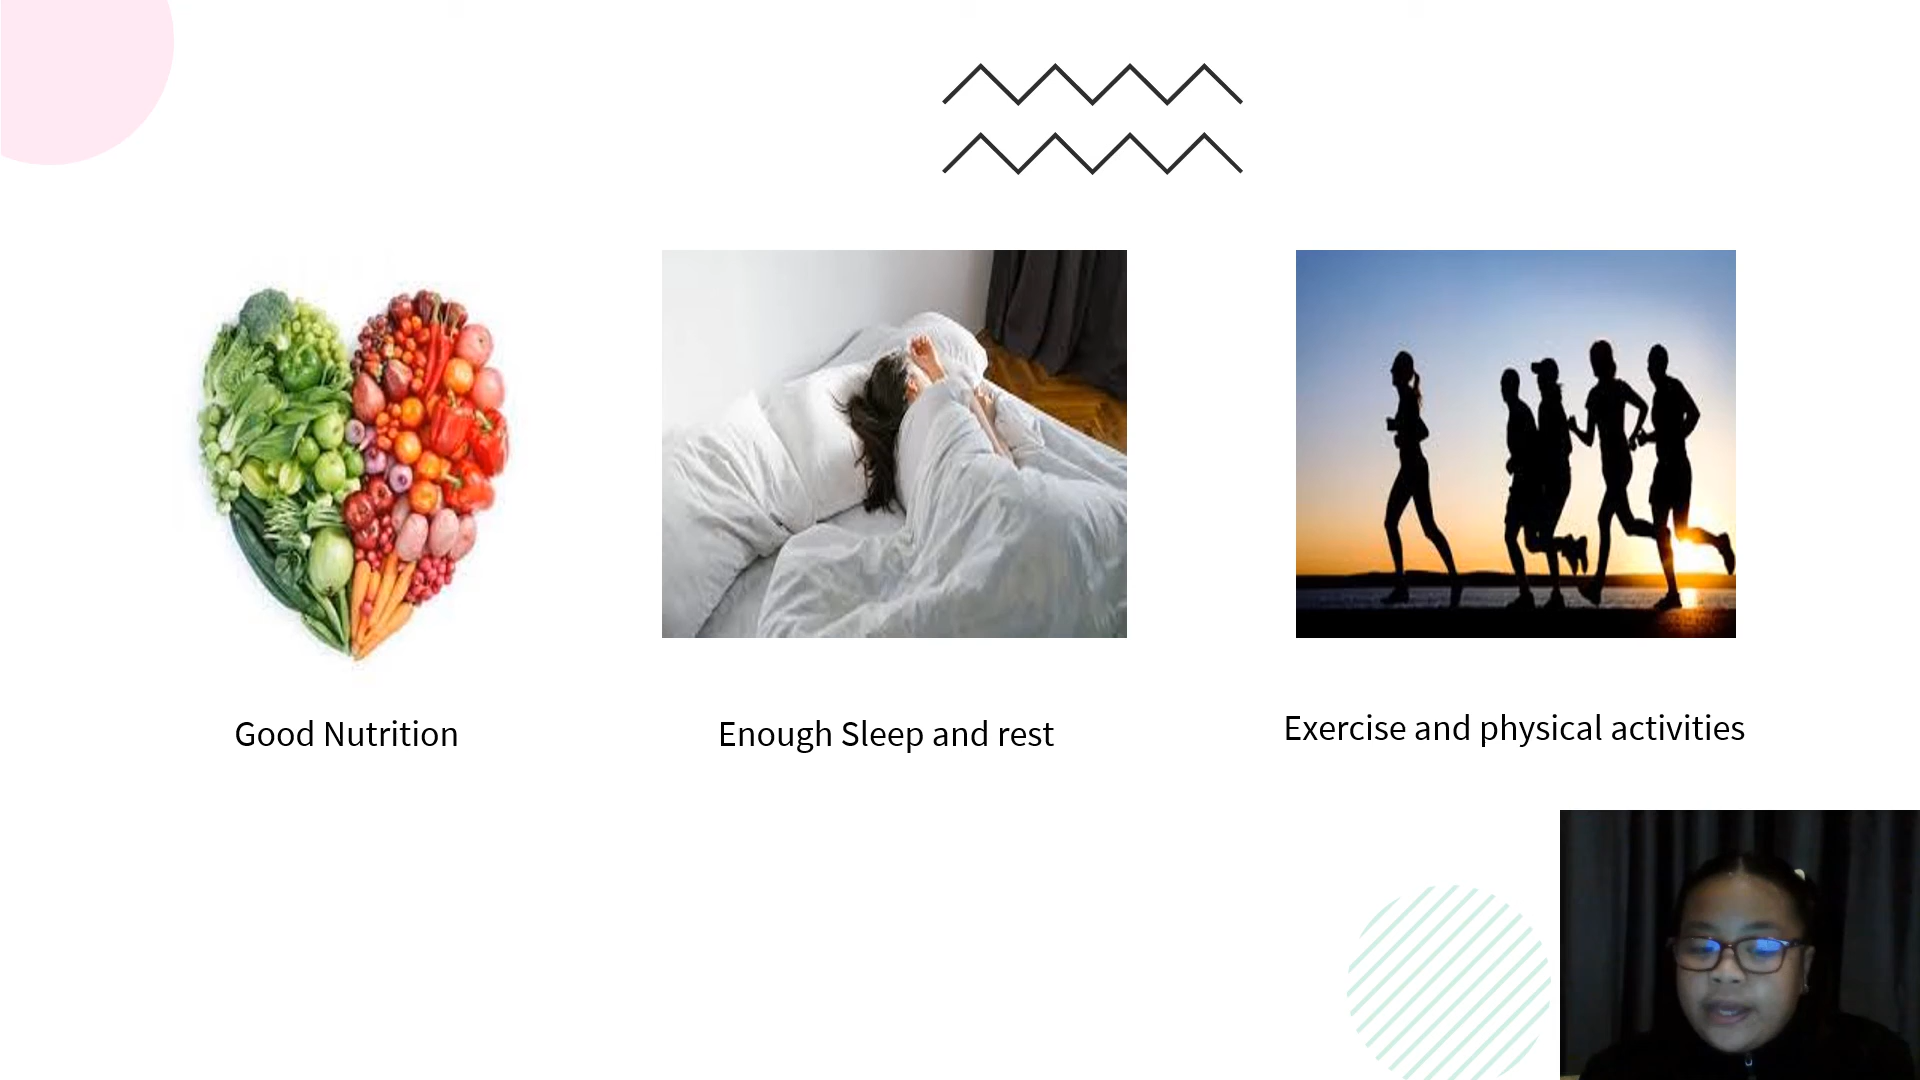 Good Nutrition
Enough Sleep and rest
Exercise and physical activities